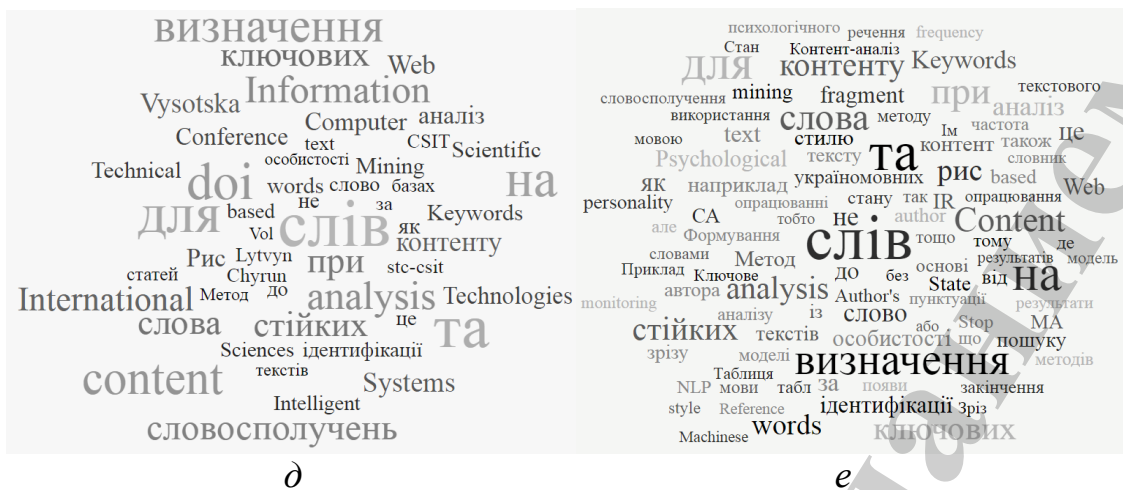 визначення
ключових Web
Information
Vysotska Computer аналіз
Conference text CSIT Scientific
особистості
Technical Mining
doi words слово базах на
для based не за Keywords
Vol слів як
Lytvyn контенту
Рис при stc-csit
статей Chyrun
International Метод до analysis Technologies
слова стійких це та
Sciences ідентифікації
текстів
content Systems
Intelligent
словосполучень
д
психологічного речення frequency
Стан Контент-аналіз
для контенту Keywords
словосполучення mining fragment при текстового
аналіз
використання слова методу
мовою text стилю Ім частота це
Psychological тексту та контент також
словник
як наприклад україномовних рис based Web
personality опрацюванні стану так IR опрацювання
СА тобто не author Content
але Формування слів тощо тому де
словами Метод результатів модель
Приклад Ключове до без основі від на
State
monitoring автора analysis Author's пунктуації результати
аналізу із слово
стійких текстів або Stop МА
зрізу моделі особистості що пошуку
Таблиця визначення методів
NLP мови табл за появи закінчення
style Reference ідентифікації Зріз
Machinese words ключових
е